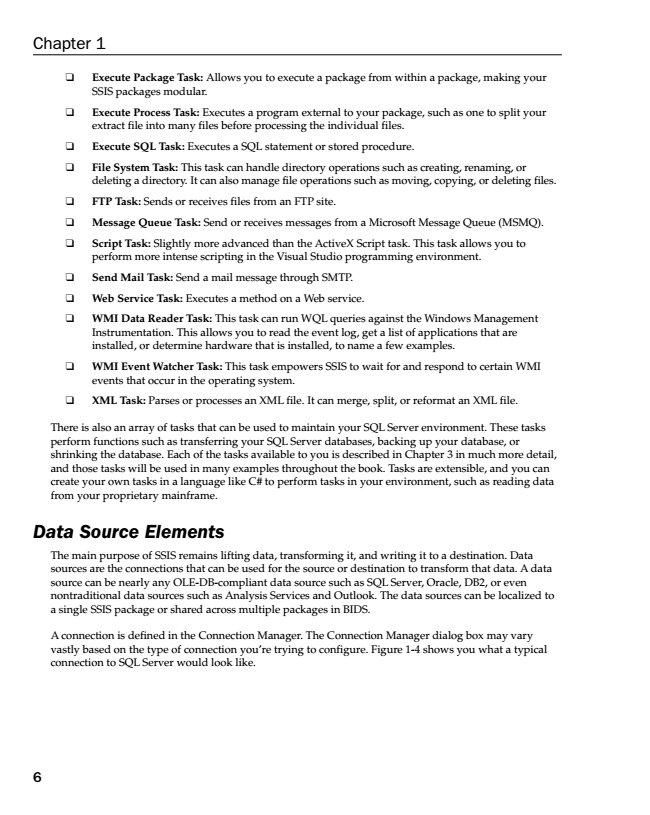 Chapter 1
❑ Execute Package Task: Allows you to execute a package from within a package, making your
SSIS packages modular.
❑ Execute Process Task: Executes a program external to your package, such as one to split your
extract file into many files before processing the individual files.
❑ Execute SQL Task: Executes a SQL statement or stored procedure.
❑ File System Task: This task can handle directory operations such as creating, renaming, or
deleting a directory. It can also manage file operations such as moving, copying, or deleting files.
❑ FTP Task: Sends or receives files from an FTP site.
❑ Message Queue Task: Send or receives messages from a Microsoft Message Queue (MSMQ).
❑ Script Task: Slightly more advanced than the ActiveX Script task. This task allows you to
perform more intense scripting in the Visual Studio programming environment.
❑ Send Mail Task: Send a mail message through SMTP.
❑ Web Service Task: Executes a method on a Web service.
❑ WMI Data Reader Task: This task can run WQL queries against the Windows Management
Instrumentation. This allows you to read the event log, get a list of applications that are
installed, or determine hardware that is installed, to name a few examples.
❑ WMI Event Watcher Task: This task empowers SSIS to wait for and respond to certain WMI
events that occur in the operating system.
❑ XML Task: Parses or processes an XML file. It can merge, split, or reformat an XML file.
There is also an array of tasks that can be used to maintain your SQL Server environment. These tasks
perform functions such as transferring your SQL Server databases, backing up your database, or
shrinking the database. Each of the tasks available to you is described in Chapter 3 in much more detail,
and those tasks will be used in many examples throughout the book. Tasks are extensible, and you can
create your own tasks in a language like C# to perform tasks in your environment, such as reading data
from your proprietary mainframe.
Data Source Elements
The main purpose of SSIS remains lifting data, transforming it, and writing it to a destination. Data
sources are the connections that can be used for the source or destination to transform that data. A data
source can be nearly any OLE-DB-compliant data source such as SQL Server, Oracle, DB2, or even
nontraditional data sources such as Analysis Services and Outlook. The data sources can be localized to
a single SSIS package or shared across multiple packages in BIDS.
A connection is defined in the Connection Manager. The Connection Manager dialog box may vary
vastly based on the type of connection you're trying to configure. Figure 1-4 shows you what a typical
connection to SQL Server would look like.
6